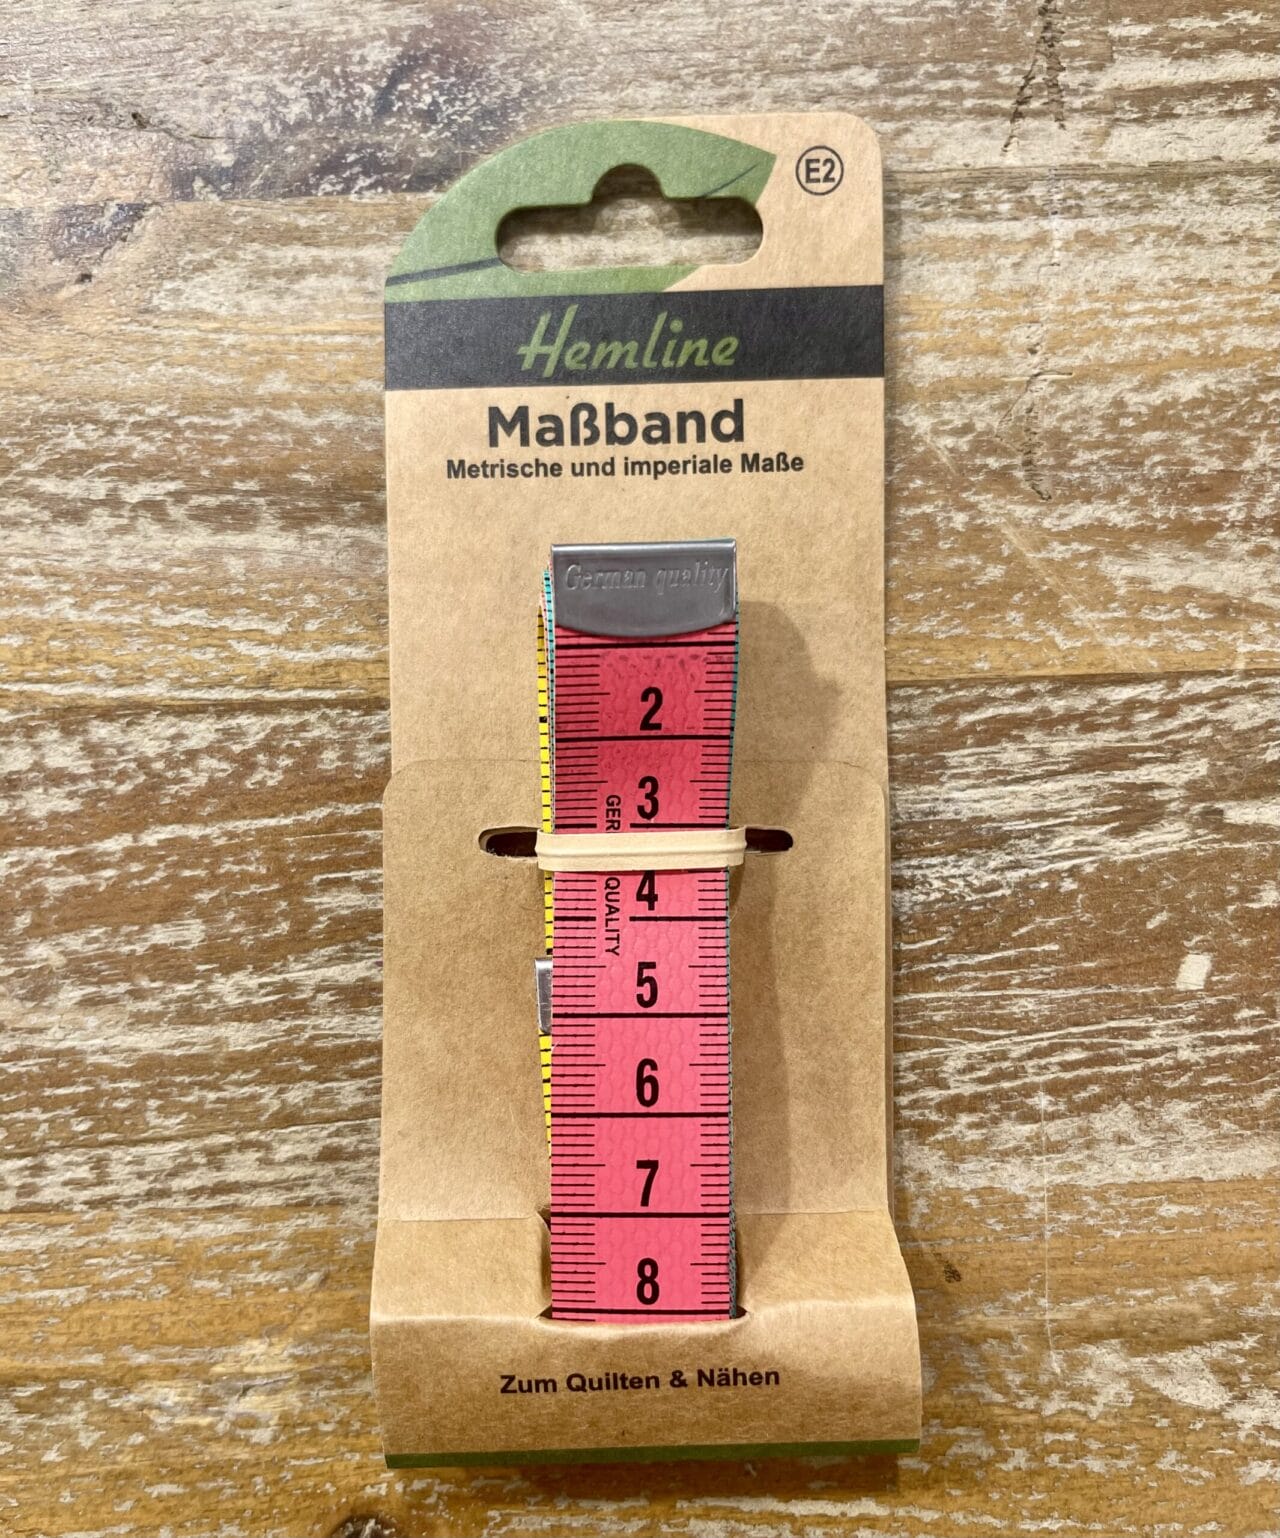 E2
Hemline
Maßband
Metrische und imperiale Maße
German quality
2
3
GER
QUALITY
4
5
6
7
8
Zum Quilten & Nähen